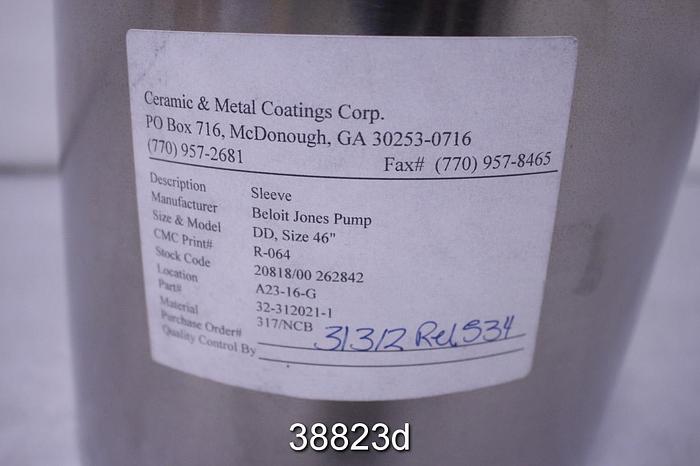 Ceramic & Metal Coatings Corp.
PO Box 716, McDonough, GA 30253-0716
(770) 957-2681 Fax# (770) 957-8465
Description Sleeve
Manufacturer Beloit Jones Pump
Size & Model DD, Size 46"
CMC Print# R-064
Stock Code 20818/00 262842
Location A23-16-G
Part# 32-312021-1
Material 317/NCB
Purchase Order# 31312 Rel 534
Quality Control By
38823d